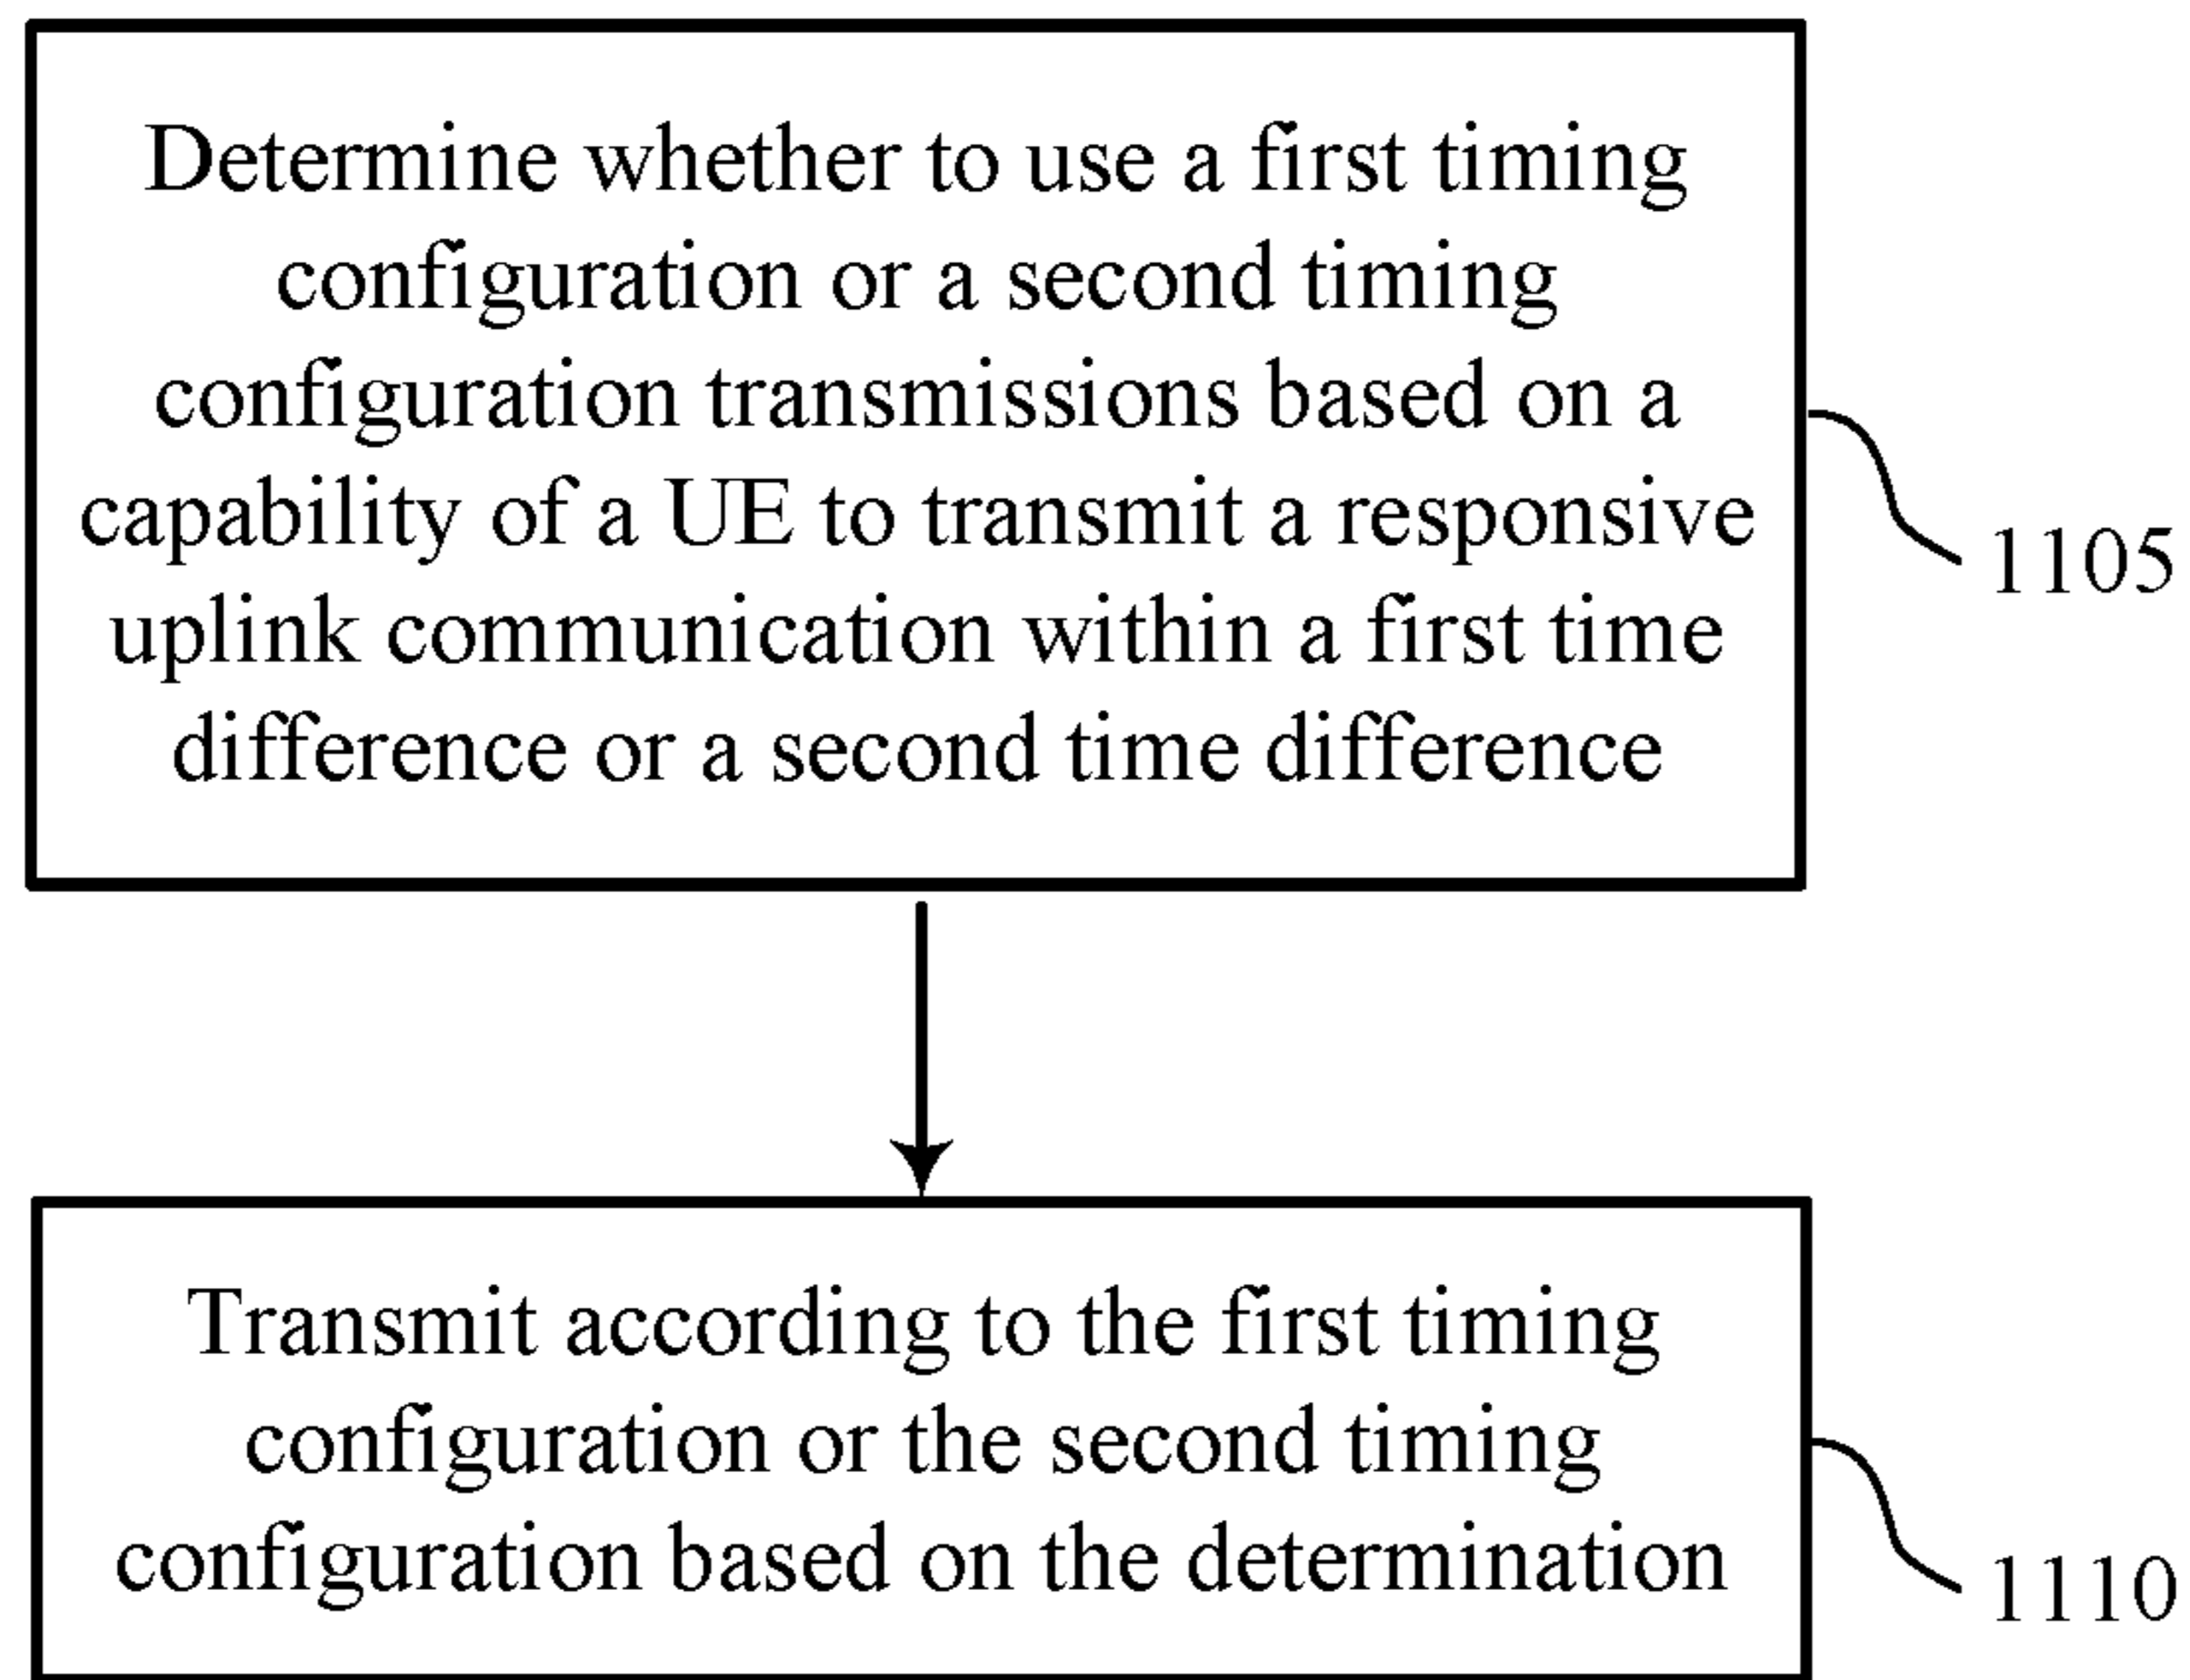 Determine whether to use a first timing
configuration or a second timing
configuration transmissions based on a
capability of a UE to transmit a responsive
uplink communication within a first time
difference or a second time difference
1105
Transmit according to the first timing
configuration or the second timing
configuration based on the determination
1110